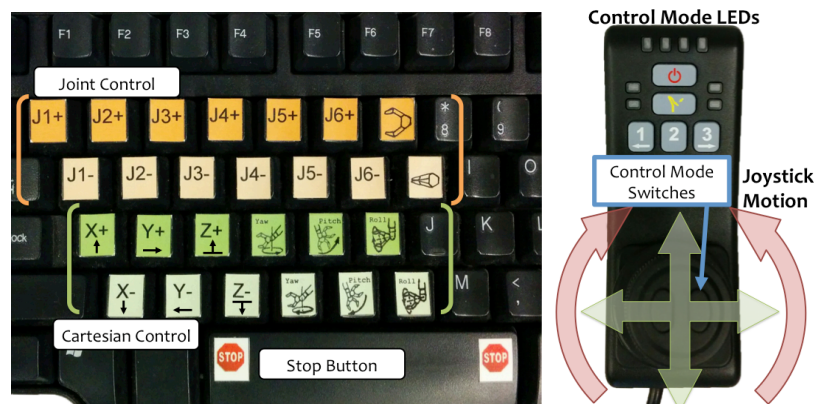 Control Mode LEDs
F1 F2 F3 F4 F5 F6 F7 F8
Joint Control
J1+ J2+ J3+ J4+ J5+ J6+ * 8 ( 9
J1- J2- J3- J4- J5- J6- I O
1 2 3
Control Mode
Switches
Joystick
Motion
X+ Y+ Z+ Yaw Pitch Roll J K L
ock
X- Y- Z- Yaw Pitch Roll M < ,
Cartesian Control
STOP Stop Button STOP